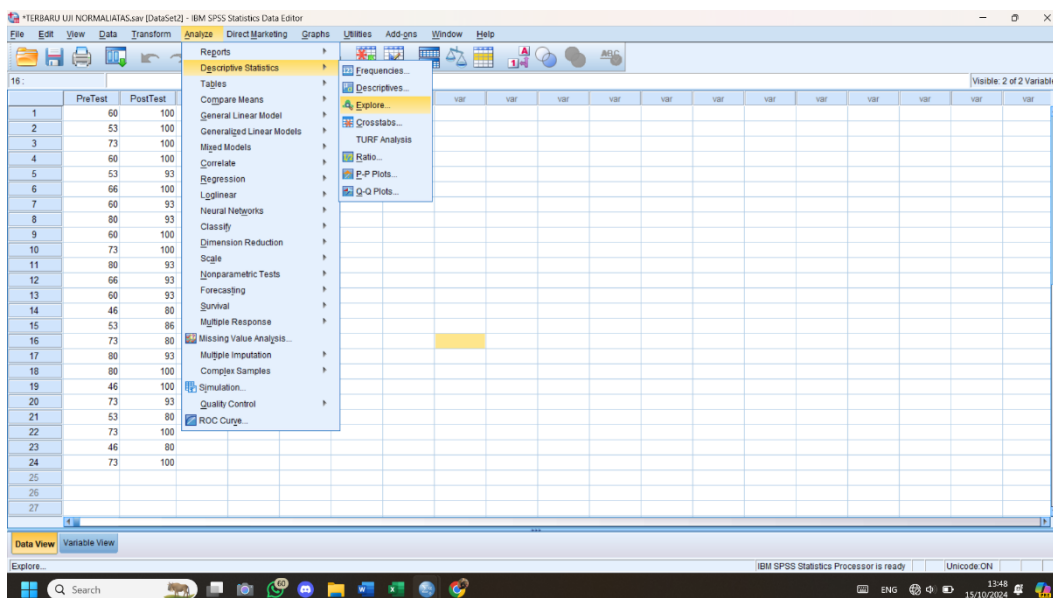 *TERBARU UJI NORMALIATAS.sav [DataSet2] - IBM SPSS Statistics Data Editor
File Edit View Data Transform Analyze Direct Marketing Graphs Utilities Add-ons Window Help
16 :
Visible: 2 of 2 Variable
PreTest PostTest var var var var var var var var var var var
1 60 100
2 53 100
3 73 100
4 60 100
5 53 93
6 66 100
7 60 93
8 80 93
9 60 100
10 73 100
11 80 93
12 66 93
13 60 93
14 46 80
15 53 86
16 73 80
17 80 93
18 80 100
19 46 100
20 73 93
21 53 80
22 73 100
23 46 80
24 73 100
25
26
27
Reports
Descriptive Statistics
Tables
Compare Means
General Linear Model
Generalized Linear Models
Mixed Models
Correlate
Regression
Loglinear
Neural Networks
Classify
Dimension Reduction
Scale
Nonparametric Tests
Forecasting
Survival
Multiple Response
Missing Value Analysis...
Multiple Imputation
Complex Samples
Simulation...
Quality Control
ROC Curve...
Frequencies...
Descriptives...
Explore...
Crosstabs...
TURF Analysis
Ratio...
P-P Plots...
Q-Q Plots...
Data View Variable View
Explore...
IBM SPSS Statistics Processor is ready
Unicode:ON
Search
60
ENG
13:48
15/10/2024